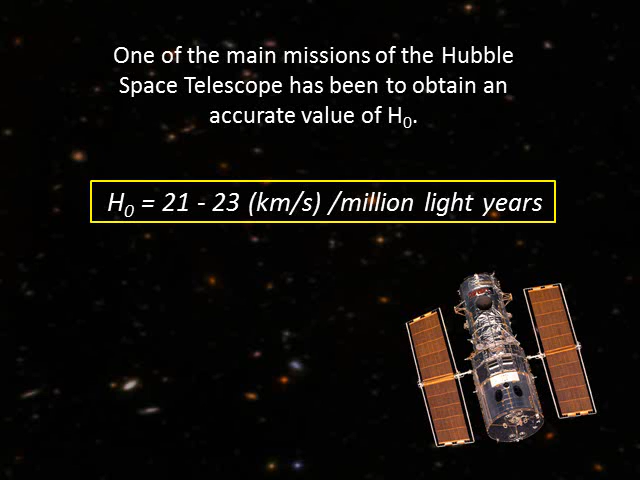 One of the main missions of the Hubble
Space Telescope has been to obtain an
accurate value of H₀.
H₀ = 21 - 23 (km/s) /million light years